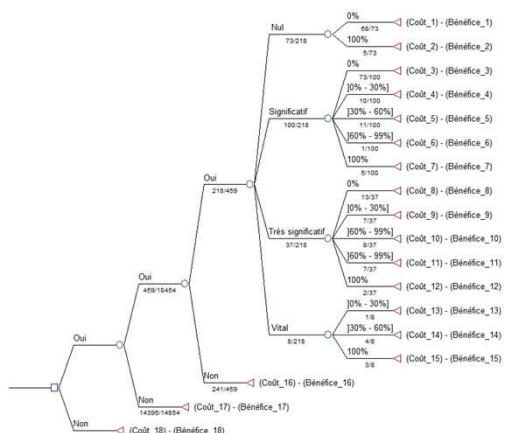 0%
Nul
68/73
(Coût_1) - (Bénéfice_1)
73/218
100%
5/73
(Coût_2) - (Bénéfice_2)
0%
73/100
(Coût_3) - (Bénéfice_3)
]0% - 30%]
10/100
(Coût_4) - (Bénéfice_4)
Significatif
100/218
]30% - 60%]
11/100
(Coût_5) - (Bénéfice_5)
]60% - 99%]
1/100
(Coût_6) - (Bénéfice_6)
100%
5/100
(Coût_7) - (Bénéfice_7)
Oui
218/459
0%
13/37
(Coût_8) - (Bénéfice_8)
]0% - 30%]
7/37
(Coût_9) - (Bénéfice_9)
Très significatif
37/218
]60% - 99%]
8/37
(Coût_10) - (Bénéfice_10)
]60% - 99%]
7/37
(Coût_11) - (Bénéfice_11)
100%
2/37
(Coût_12) - (Bénéfice_12)
Oui
459/18454
]0% - 30%]
1/8
(Coût_13) - (Bénéfice_13)
Vital
8/218
]30% - 60%]
4/8
(Coût_14) - (Bénéfice_14)
100%
3/8
(Coût_15) - (Bénéfice_15)
Oui
Non
241/459
(Coût_16) - (Bénéfice_16)
Non
14395/14854
(Coût_17) - (Bénéfice_17)
Non
(Coût_18) - (Bénéfice_18)